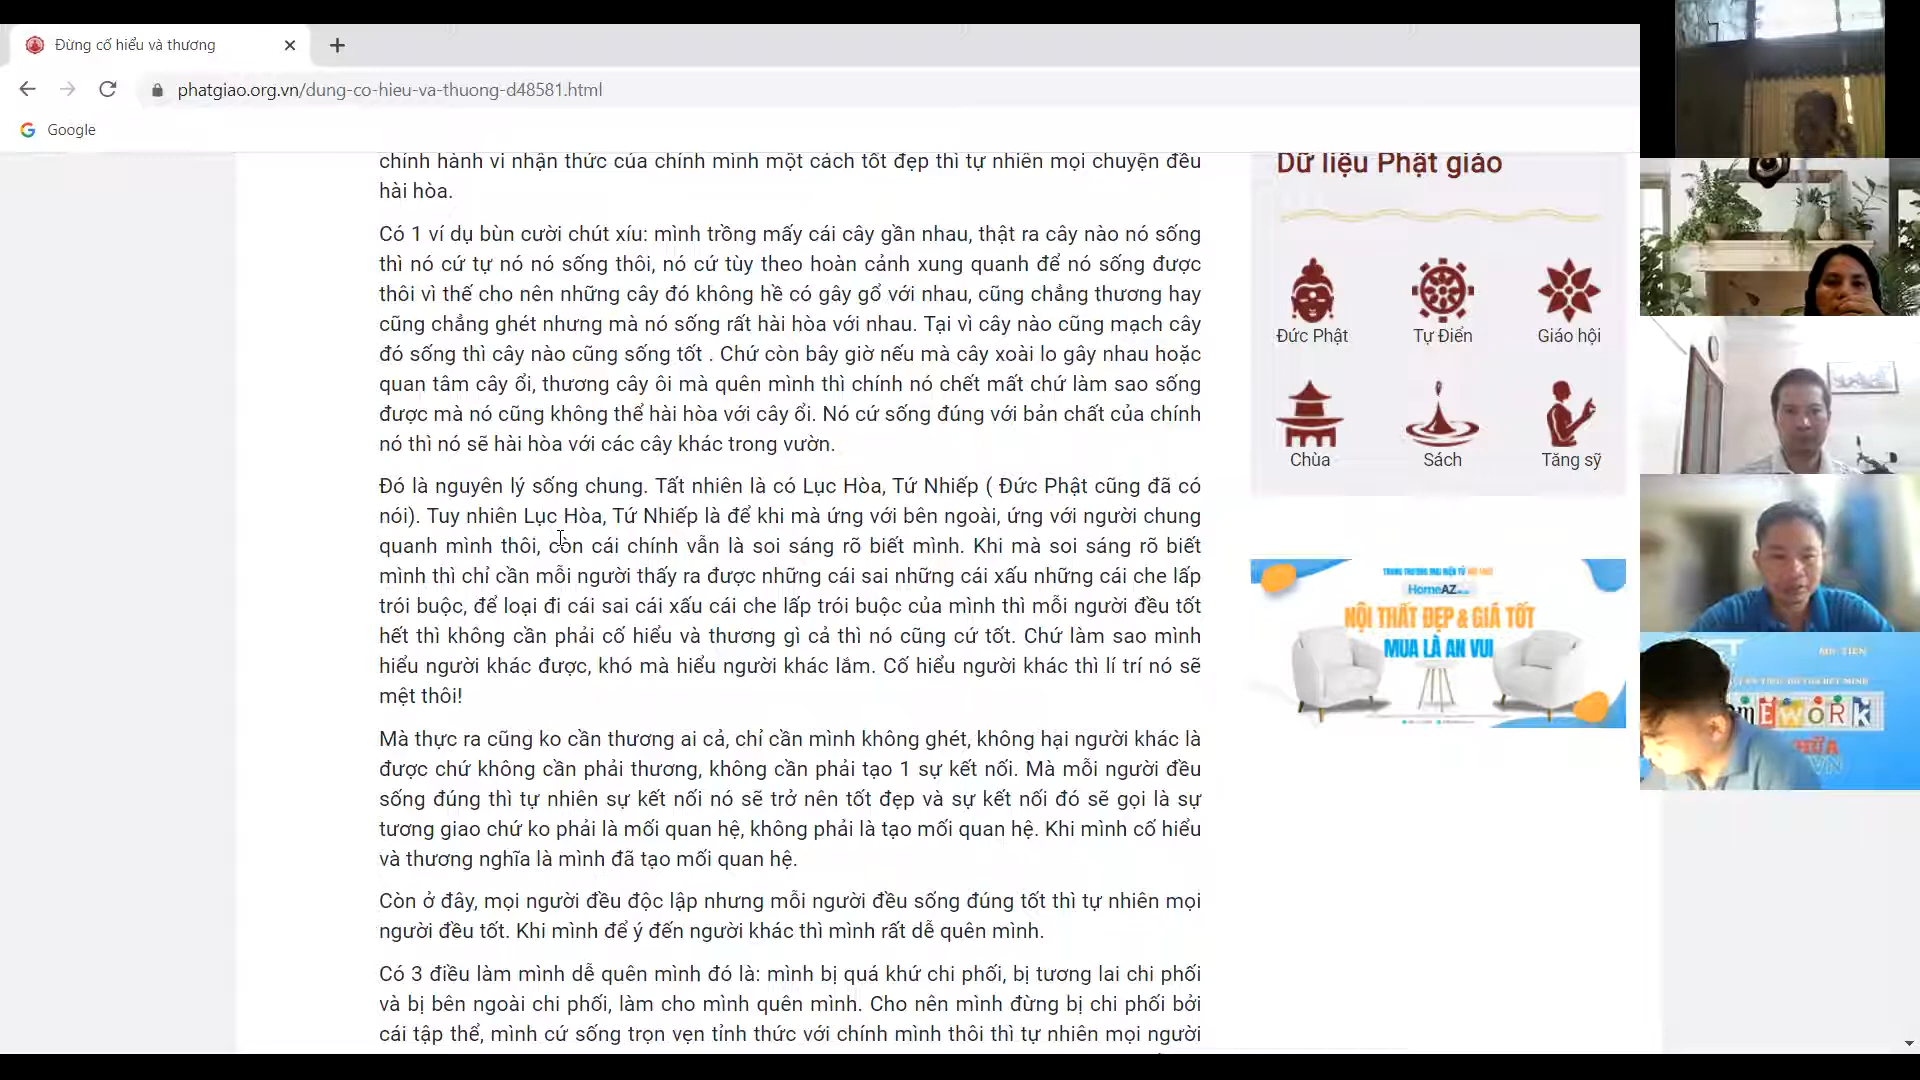 Đừng cố hiểu và thương
phatgiao.org.vn/dung-co-hieu-va-thuong-d48581.html
Google
chính hành vi nhận thức của chính mình một cách tốt đẹp thì tự nhiên mọi chuyện đều
hài hòa.
Có 1 ví dụ bùn cười chút xíu: mình trồng mấy cái cây gần nhau, thật ra cây nào nó sống
thì nó cứ tự nó nó sống thôi, nó cứ tùy theo hoàn cảnh xung quanh để nó sống được
thôi vì thế cho nên những cây đó không hề có gây gổ với nhau, cũng chẳng thương hay
cũng chẳng ghét nhưng mà nó sống rất hài hòa với nhau. Tại vì cây nào cũng mạch cây
đó sống thì cây nào cũng sống tốt . Chứ còn bây giờ nếu mà cây xoài lo gây nhau hoặc
quan tâm cây ổi, thương cây ôi mà quên mình thì chính nó chết mất chứ làm sao sống
được mà nó cũng không thể hài hòa với cây ổi. Nó cứ sống đúng với bản chất của chính
nó thì nó sẽ hài hòa với các cây khác trong vườn.
Đó là nguyên lý sống chung. Tất nhiên là có Lục Hòa, Tứ Nhiếp ( Đức Phật cũng đã có
nói). Tuy nhiên Lục Hòa, Tứ Nhiếp là để khi mà ứng với bên ngoài, ứng với người chung
quanh mình thôi, còn cái chính vẫn là soi sáng rõ biết mình. Khi mà soi sáng rõ biết
mình thì chỉ cần mỗi người thấy ra được những cái sai những cái xấu những cái che lấp
trói buộc, để loại đi cái sai cái xấu cái che lấp trói buộc của mình thì mỗi người đều tốt
hết thì không cần phải cố hiểu và thương gì cả thì nó cũng cứ tốt. Chứ làm sao mình
hiểu người khác được, khó mà hiểu người khác lắm. Cố hiểu người khác thì lí trí nó sẽ
mệt thôi!
Mà thực ra cũng ko cần thương ai cả, chỉ cần mình không ghét, không hại người khác là
được chứ không cần phải thương, không cần phải tạo 1 sự kết nối. Mà mỗi người đều
sống đúng thì tự nhiên sự kết nối nó sẽ trở nên tốt đẹp và sự kết nối đó sẽ gọi là sự
tương giao chứ ko phải là mối quan hệ, không phải là tạo mối quan hệ. Khi mình cố hiểu
và thương nghĩa là mình đã tạo mối quan hệ.
Còn ở đây, mọi người đều độc lập nhưng mỗi người đều sống đúng tốt thì tự nhiên mọi
người đều tốt. Khi mình để ý đến người khác thì mình rất dễ quên mình.
Có 3 điều làm mình dễ quên mình đó là: mình bị quá khứ chi phối, bị tương lai chi phối
và bị bên ngoài chi phối, làm cho mình quên mình. Cho nên mình đừng bị chi phối bởi
cái tập thể, mình cứ sống trọn vẹn tỉnh thức với chính mình thôi thì tự nhiên mọi người
Dữ liệu Phật giáo
Đức Phật
Tự Điển
Giáo hội
Chùa
Sách
Tăng sỹ
HomeAZ
NỘI THẤT ĐẸP & GIÁ TỐT
MUA LÀ AN VUI
MR. TIEN